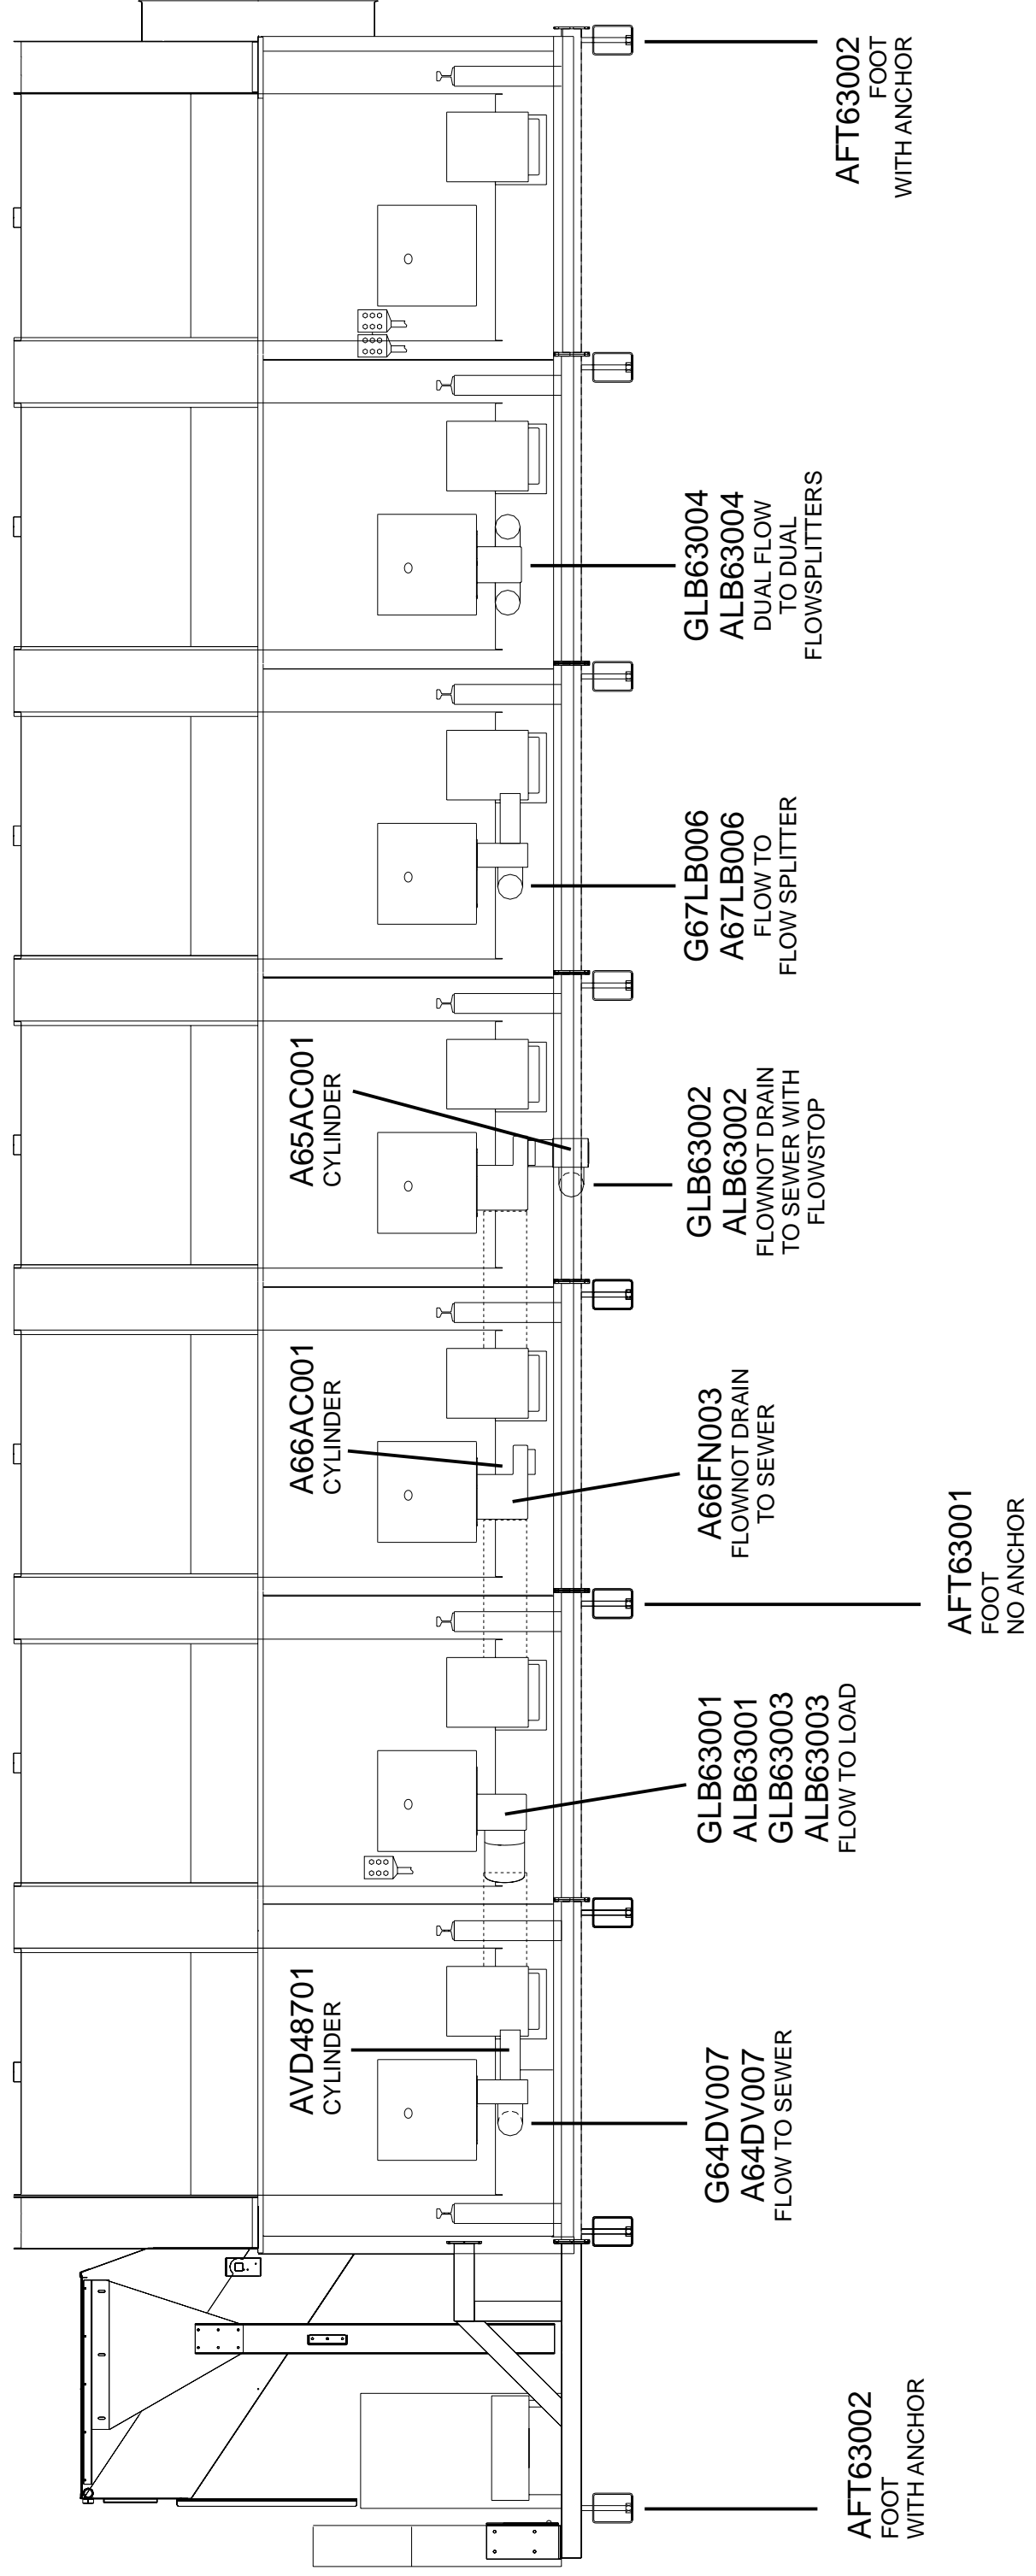 AFT63002
FOOT
WITH ANCHOR
AVD48701
CYLINDER
G64DV007
A64DV007
FLOW TO SEWER
GLB63001
ALB63001
GLB63003
ALB63003
FLOW TO LOAD
AFT63001
FOOT
NO ANCHOR
A66AC001
CYLINDER
A66FN003
FLOWNOT DRAIN
TO SEWER
A65AC001
CYLINDER
GLB63002
ALB63002
FLOWNOT DRAIN
TO SEWER WITH
FLOWSTOP
G67LB006
A67LB006
FLOW TO
FLOW SPLITTER
GLB63004
ALB63004
DUAL FLOW
TO DUAL
FLOWSPLITTERS
AFT63002
FOOT
WITH ANCHOR